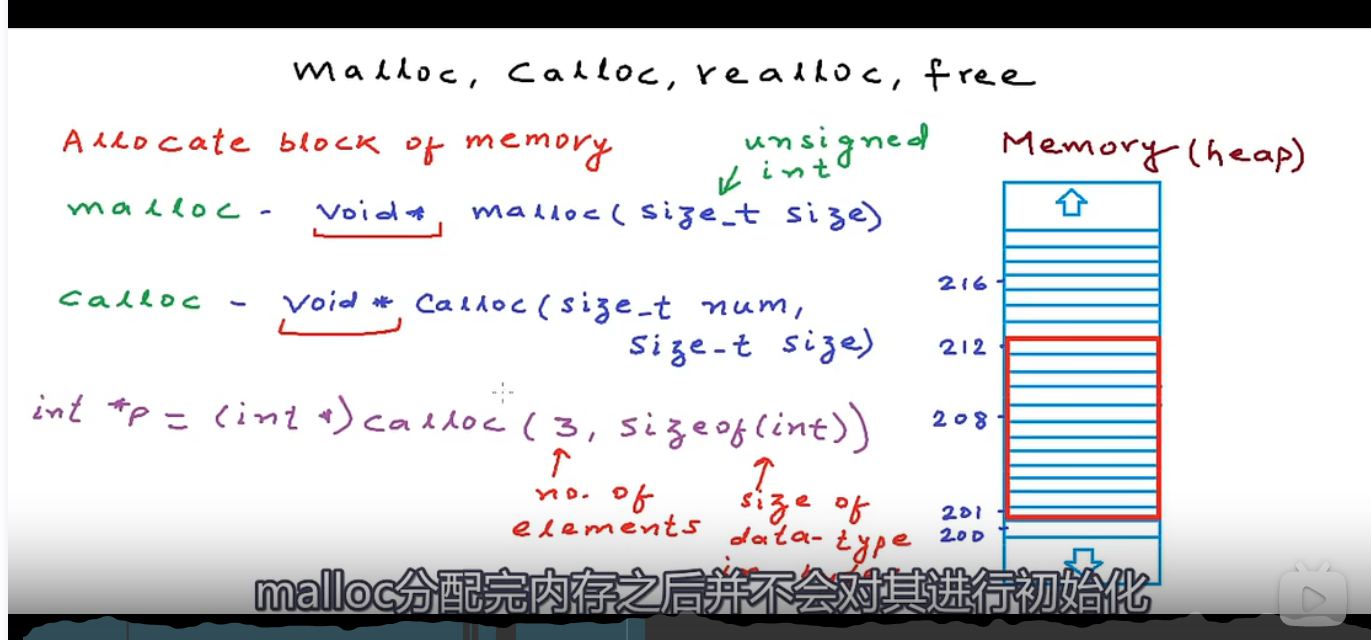 malloc, calloc, realloc, free
Allocate block of memory
unsigned
int
Memory (heap)
malloc - void* malloc(size_t size)
calloc - void * calloc(size_t num,
size_t size)
216
212
208
201
200
int *p = (int *)calloc(3, sizeof(int))
no. of
elements
size of
data-type
malloc分配完内存之后并不会对其进行初始化